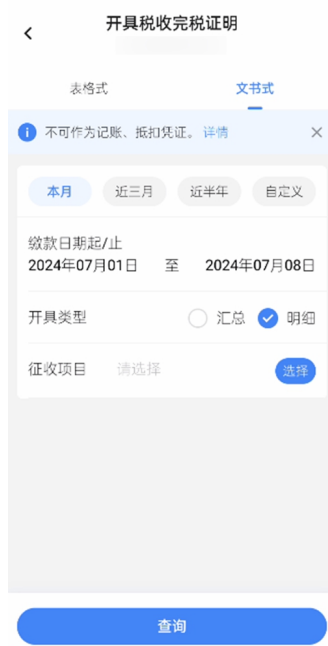 开具税收完税证明
表格式 文书式
不可作为记账、抵扣凭证。 详情
本月 近三月 近半年 自定义
缴款日期起/止
2024年07月01日 至 2024年07月08日
开具类型 汇总 明细
征收项目 请选择 选择
查询